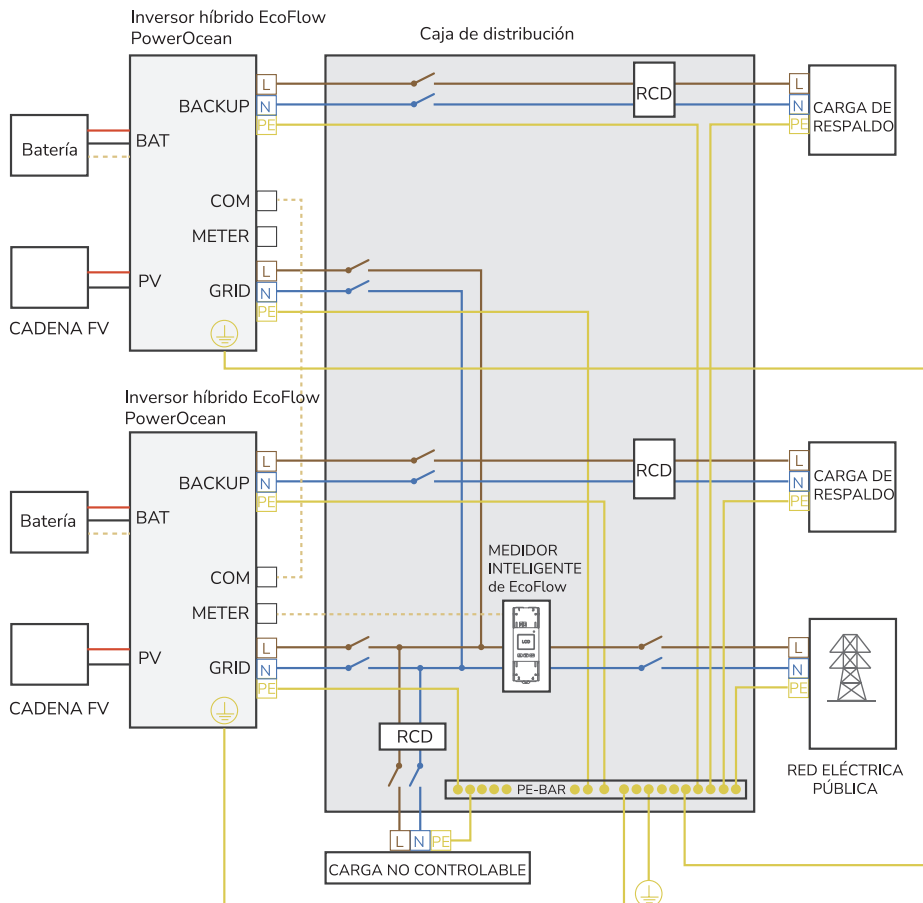 Inversor híbrido EcoFlow
PowerOcean
Caja de distribución
L
BACKUP
N
PE
RCD
L
N
PE
CARGA DE
RESPALDO
Batería
BAT
COM
METER
PV
L
GRID
N
PE
CADENA FV
Inversor híbrido EcoFlow
PowerOcean
L
BACKUP
N
PE
RCD
L
N
PE
CARGA DE
RESPALDO
Batería
BAT
MEDIDOR
INTELIGENTE
de EcoFlow
COM
METER
LCD
PV
L
GRID
N
PE
L
N
PE
CADENA FV
RCD
RED ELÉCTRICA
PÚBLICA
PE-BAR
L N PE
CARGA NO CONTROLABLE